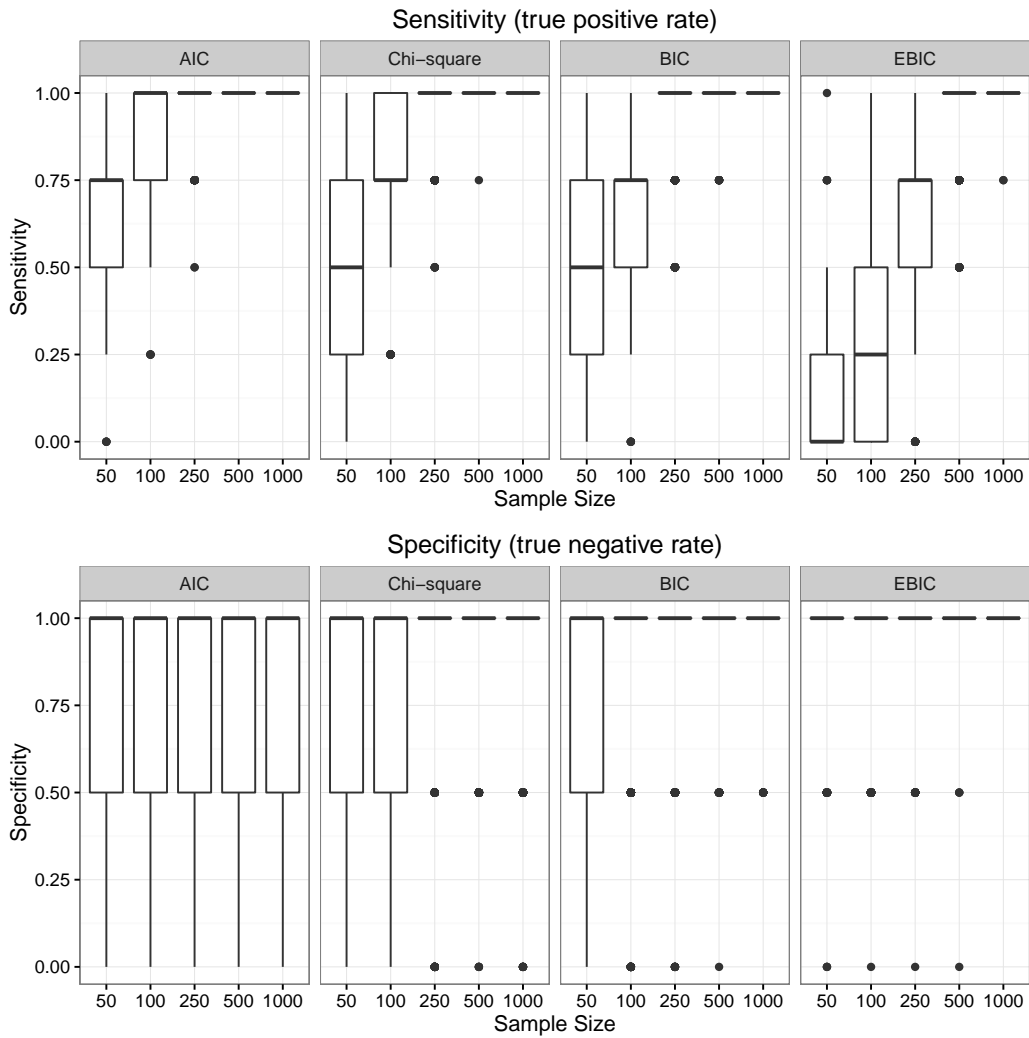 Sensitivity (true positive rate)
AIC Chi−square BIC EBIC
1.00
0.75
0.50
0.25
0.00
Sensitivity
50 100 250 500 1000 50 100 250 500 1000 50 100 250 500 1000 50 100 250 500 1000
Sample Size
Specificity (true negative rate)
AIC Chi−square BIC EBIC
1.00
0.75
0.50
0.25
0.00
Specificity
50 100 250 500 1000 50 100 250 500 1000 50 100 250 500 1000 50 100 250 500 1000
Sample Size